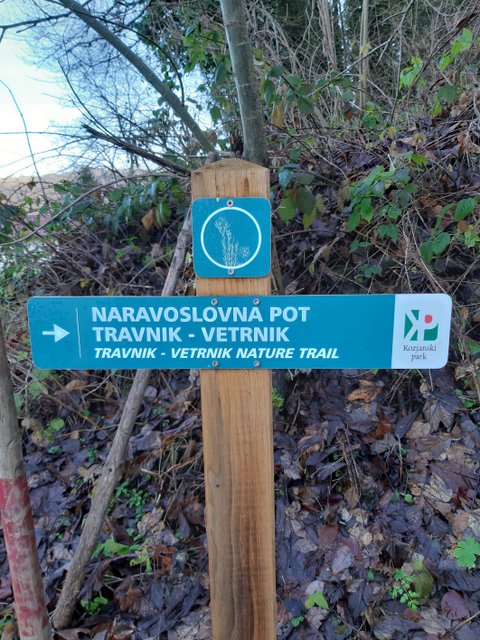 NARAVOSLOVNA POT
TRAVNIK - VETRNIK
TRAVNIK - VETRNIK NATURE TRAIL
KP
Kozjanski
park